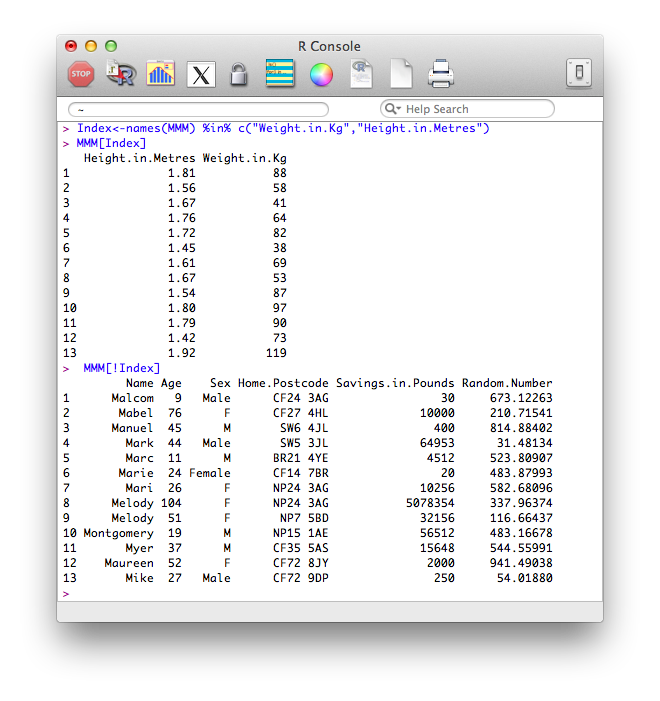 R Console
STOP
R
X
R
~
Help Search
> Index<-names(MMM) %in% c("Weight.in.Kg","Height.in.Metres")
> MMM[Index]
   Height.in.Metres Weight.in.Kg
1              1.81           88
2              1.56           58
3              1.67           41
4              1.76           64
5              1.72           82
6              1.45           38
7              1.61           69
8              1.67           53
9              1.54           87
10             1.80           97
11             1.79           90
12             1.42           73
13             1.92          119
>  MMM[!Index]
         Name Age    Sex Home.Postcode Savings.in.Pounds Random.Number
1      Malcom   9   Male      CF24 3AG                30     673.12263
2       Mabel  76      F      CF27 4HL             10000     210.71541
3      Manuel  45      M       SW6 4JL               400     814.88402
4        Mark  44   Male       SW5 3JL             64953      31.48134
5        Marc  11      M      BR21 4YE              4512     523.80907
6       Marie  24 Female      CF14 7BR                20     483.87993
7        Mari  26      F      NP24 3AG             10256     582.68096
8      Melody 104      F      NP24 3AG           5078354     337.96374
9      Melody  51      F       NP7 5BD             32156     116.66437
10 Montgomery  19      M      NP15 1AE             56512     483.16678
11       Myer  37      M      CF35 5AS             15648     544.55991
12    Maureen  52      F      CF72 8JY              2000     941.49038
13       Mike  27   Male      CF72 9DP               250      54.01880
>